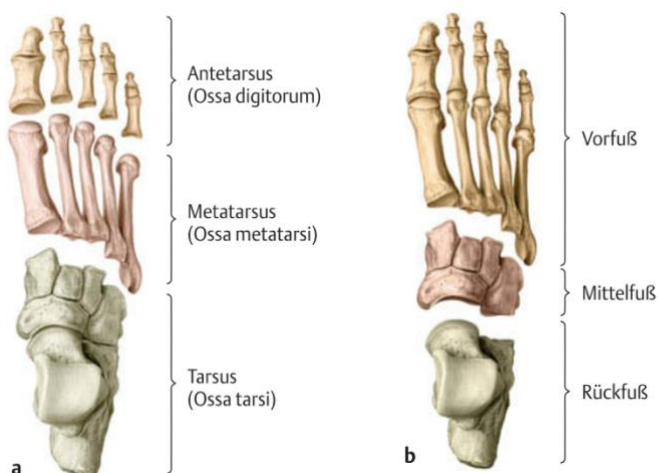 Antetarsus
(Ossa digitorum)
Metatarsus
(Ossa metatarsi)
Tarsus
(Ossa tarsi)
a
Vorfuß
Mittelfuß
Rückfuß
b